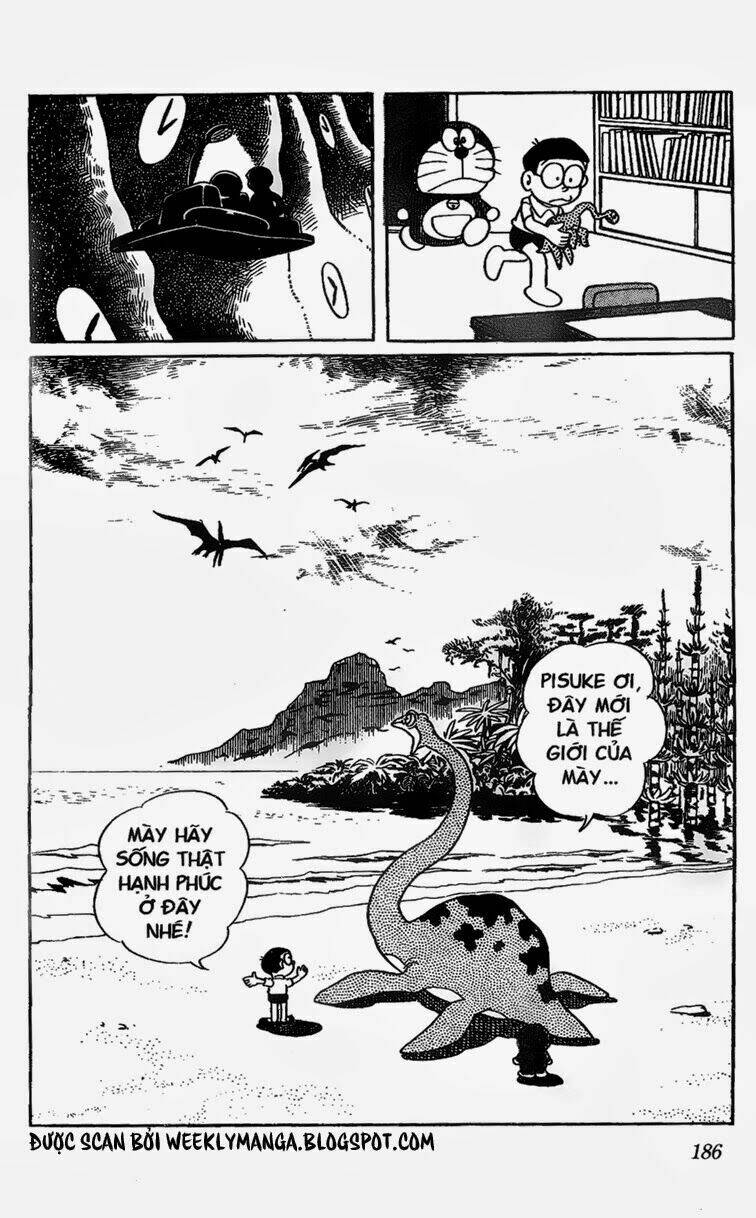 PISUKE ƠI,
ĐÂY MỚI
LÀ THẾ
GIỚI CỦA
MÀY...
MÀY HÃY
SỐNG THẬT
HẠNH PHÚC
Ở ĐÂY
NHÉ!
ĐƯỢC SCAN BỞI WEEKLYMANGA.BLOGSPOT.COM
186